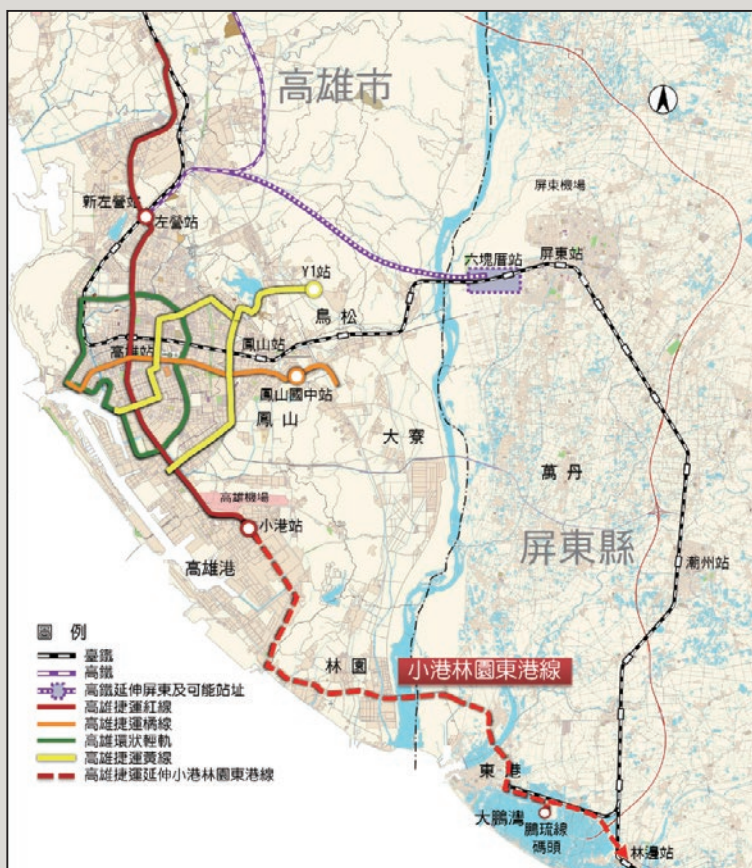 高雄市
屏東機場
新左營站
左營站
六塊厝站
屏東站
Y1站
鳥松
高雄站
鳳山站
鳳山國中站
鳳山
大寮
萬丹
高雄機場
小港站
屏東縣
高雄港
潮州站
林園
小港林園東港線
東港
大鵬灣
鵬琉線
碼頭
林邊站
圖 例
臺鐵
高鐵
高鐵延伸屏東及可能站址
高雄捷運紅線
高雄捷運橘線
高雄環狀輕軌
高雄捷運黃線
高雄捷運延伸小港林園東港線